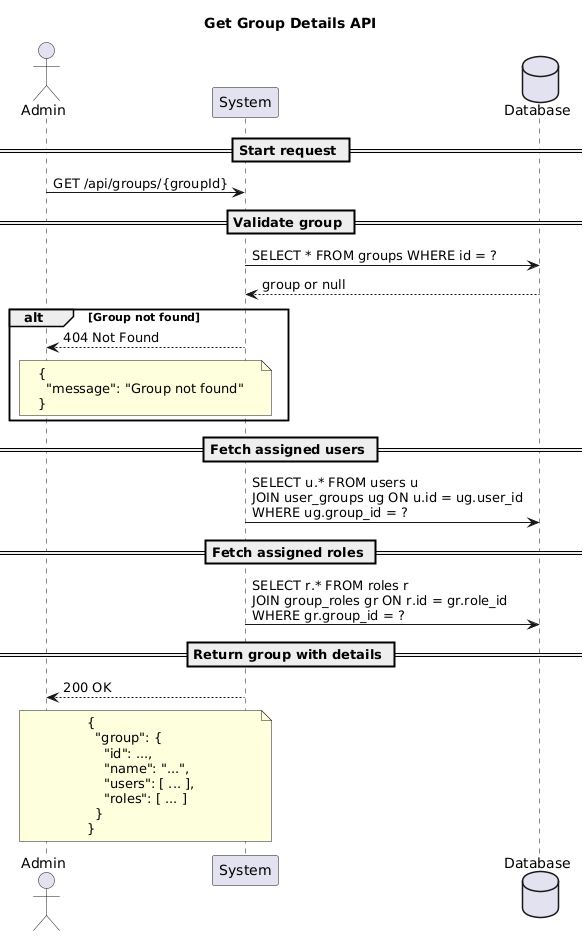 Get Group Details API
Admin
System
Database
Start request
GET /api/groups/{groupId}
Validate group
SELECT * FROM groups WHERE id = ?
group or null
alt [Group not found]
404 Not Found
{
"message": "Group not found"
}
Fetch assigned users
SELECT u.* FROM users u
JOIN user_groups ug ON u.id = ug.user_id
WHERE ug.group_id = ?
Fetch assigned roles
SELECT r.* FROM roles r
JOIN group_roles gr ON r.id = gr.role_id
WHERE gr.group_id = ?
Return group with details
200 OK
{
"group": {
"id": ...,
"name": "...",
"users": [ ... ],
"roles": [ ... ]
}
}
Admin
System
Database